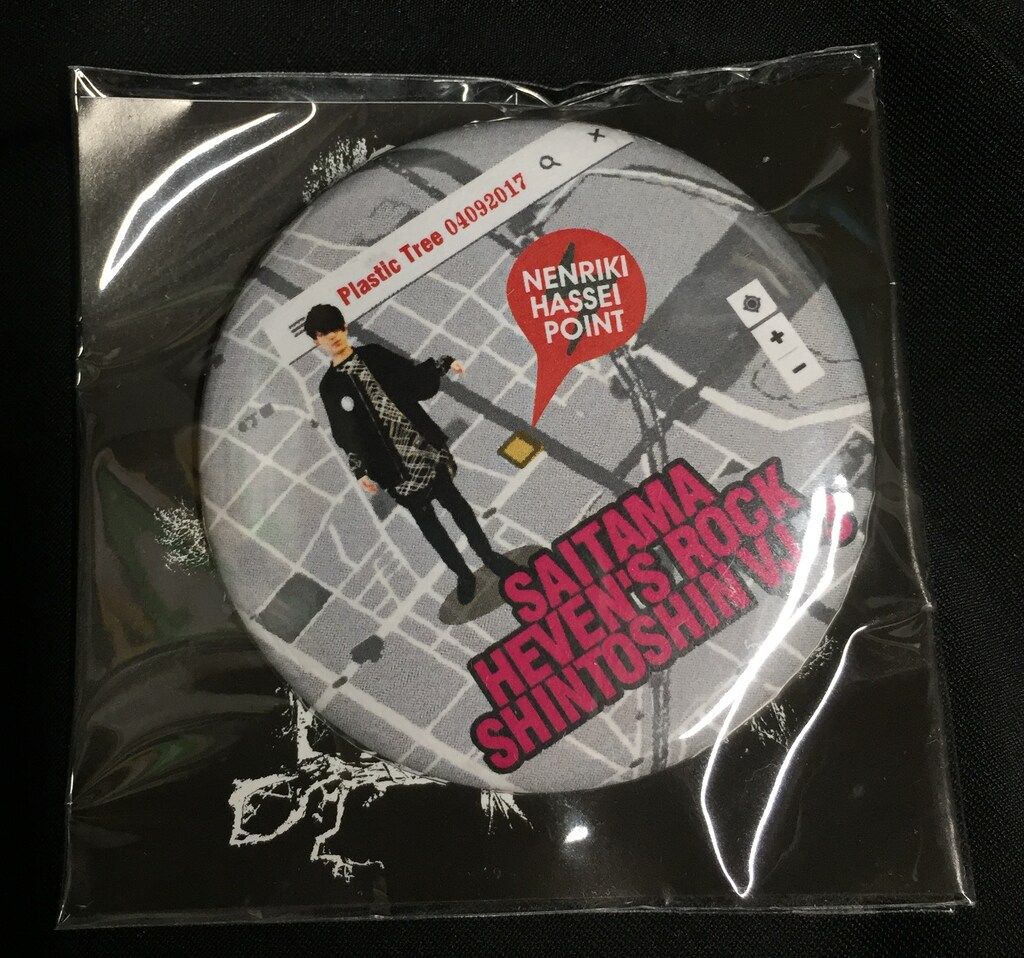 Plastic Tree 04092017
NENRIKI
HASSEI
POINT
SAITAMA
HEVEN'S ROCK
SHINTOSHIN